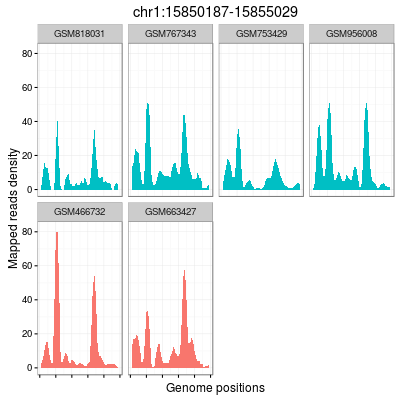 chr1:15850187-15855029
GSM818031 GSM767343 GSM753429 GSM956008
80
60
40
20
0
GSM466732 GSM663427
80
60
40
20
0
Mapped reads density
Genome positions